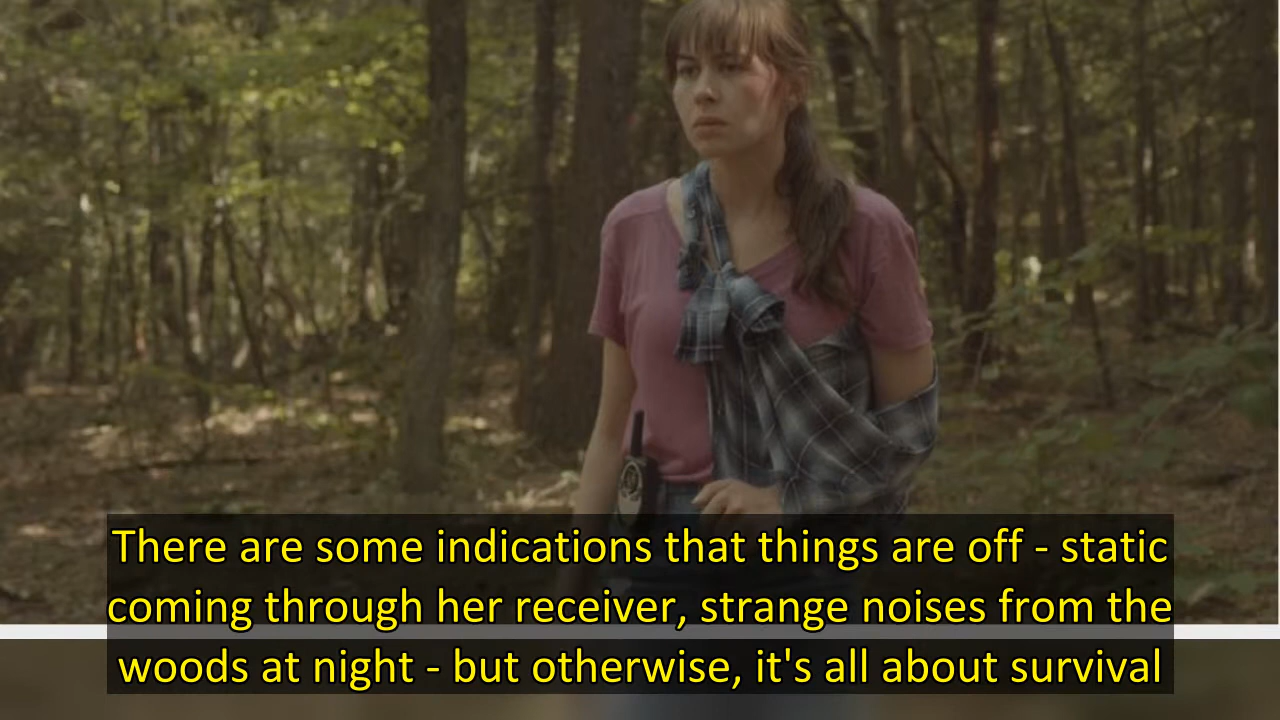 There are some indications that things are off - static
coming through her receiver, strange noises from the
woods at night - but otherwise, it's all about survival